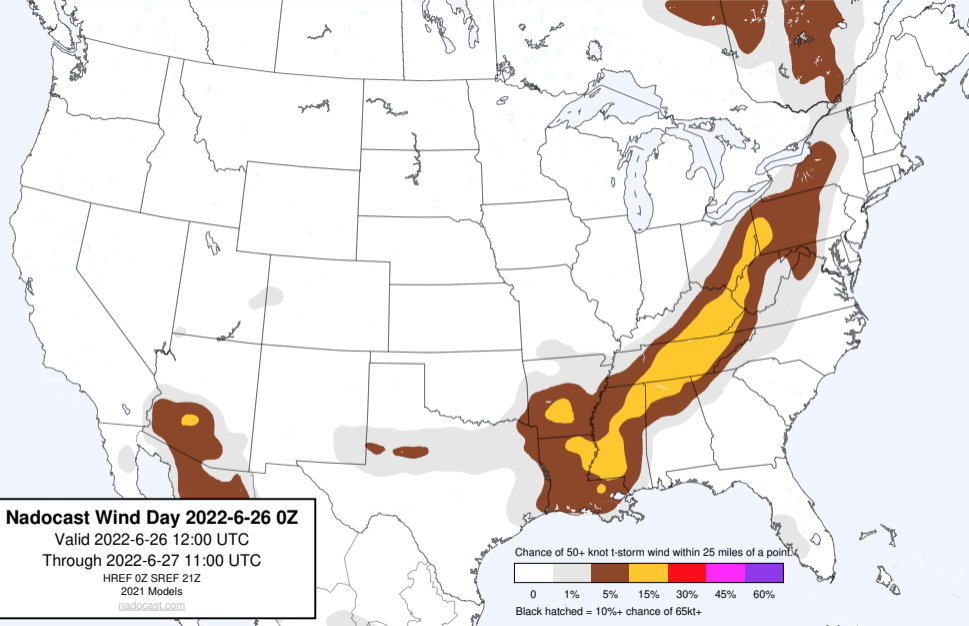 Nadocast Wind Day 2022-6-26 0Z
Valid 2022-6-26 12:00 UTC
Through 2022-6-27 11:00 UTC
HREF 0Z SREF 21Z
2021 Models
nadocast.com
Chance of 50+ knot t-storm wind within 25 miles of a point.
0 1% 5% 15% 30% 45% 60%
Black hatched = 10%+ chance of 65kt+